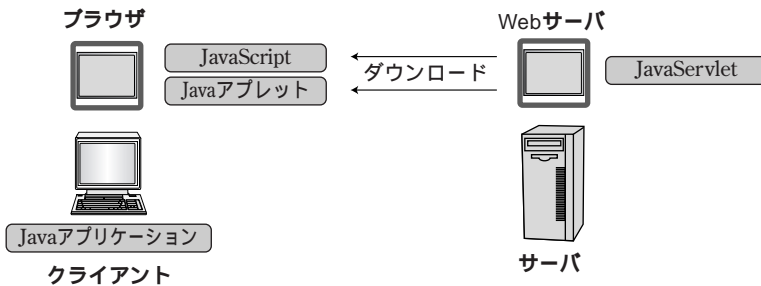 ブラウザ
Webサーバ
JavaScript
ダウンロード
JavaServlet
Javaアプレット
Javaアプリケーション
クライアント
サーバ